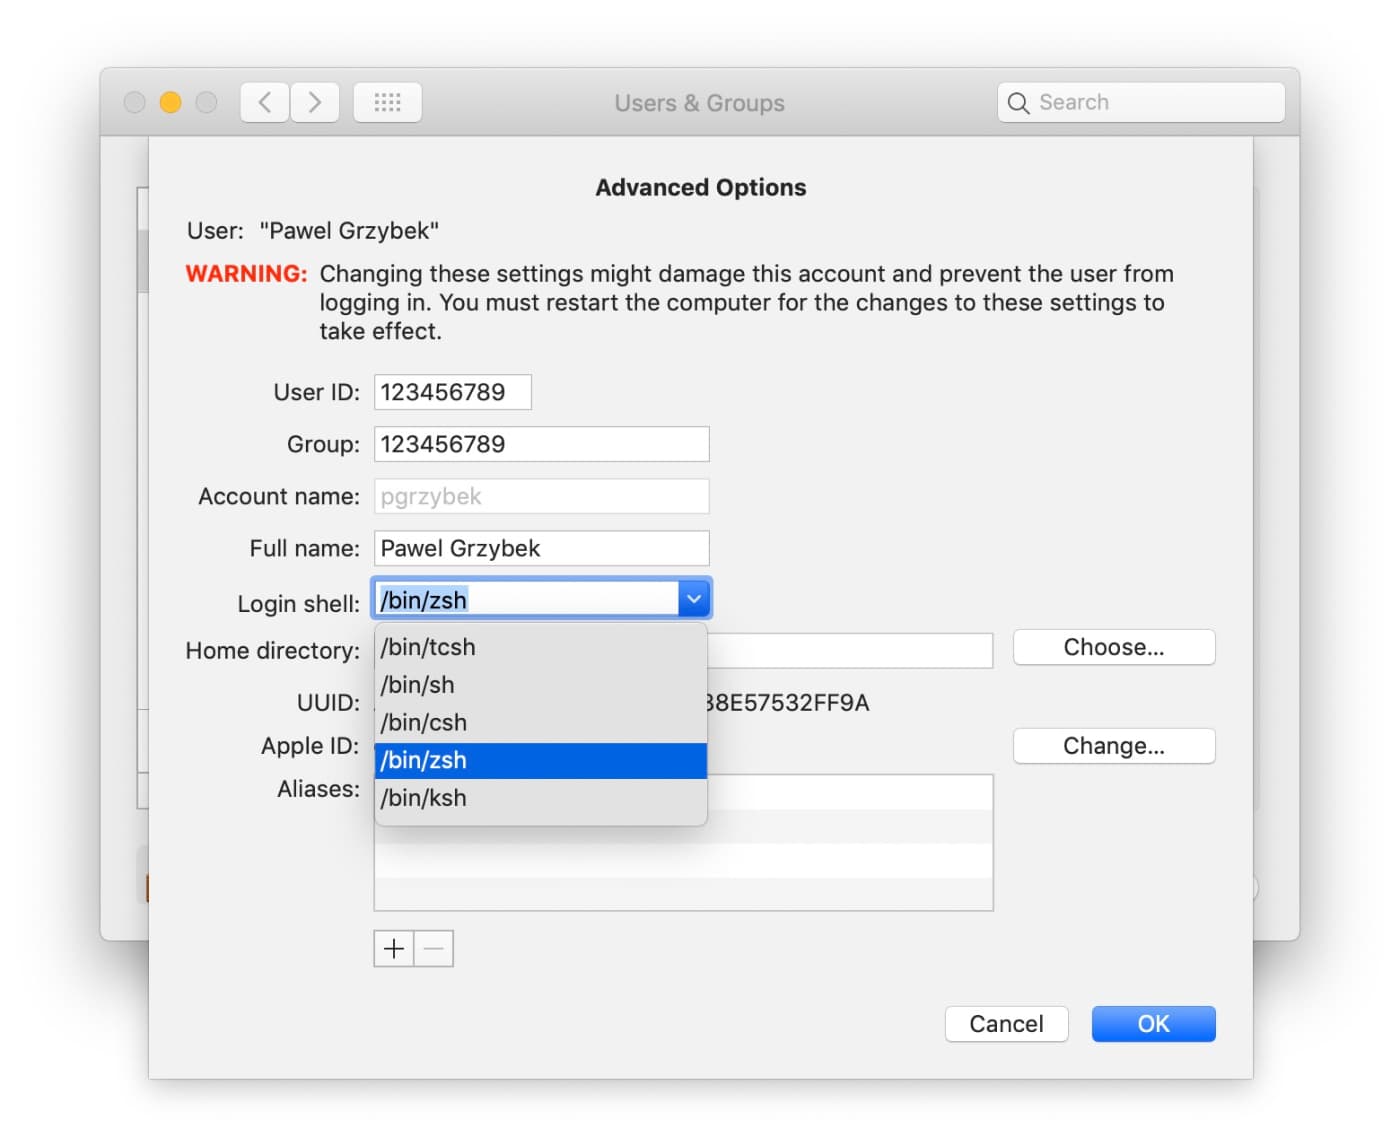 Users & Groups
Search
Advanced Options
User: "Pawel Grzybek"
WARNING: Changing these settings might damage this account and prevent the user from
logging in. You must restart the computer for the changes to these settings to
take effect.
User ID: 123456789
Group: 123456789
Account name: pgrzybek
Full name: Pawel Grzybek
Login shell: /bin/zsh
/bin/tcsh
/bin/sh
/bin/csh
/bin/zsh
/bin/ksh
Home directory: Choose...
UUID: 38E57532FF9A
Apple ID: Change...
Aliases:
Cancel OK